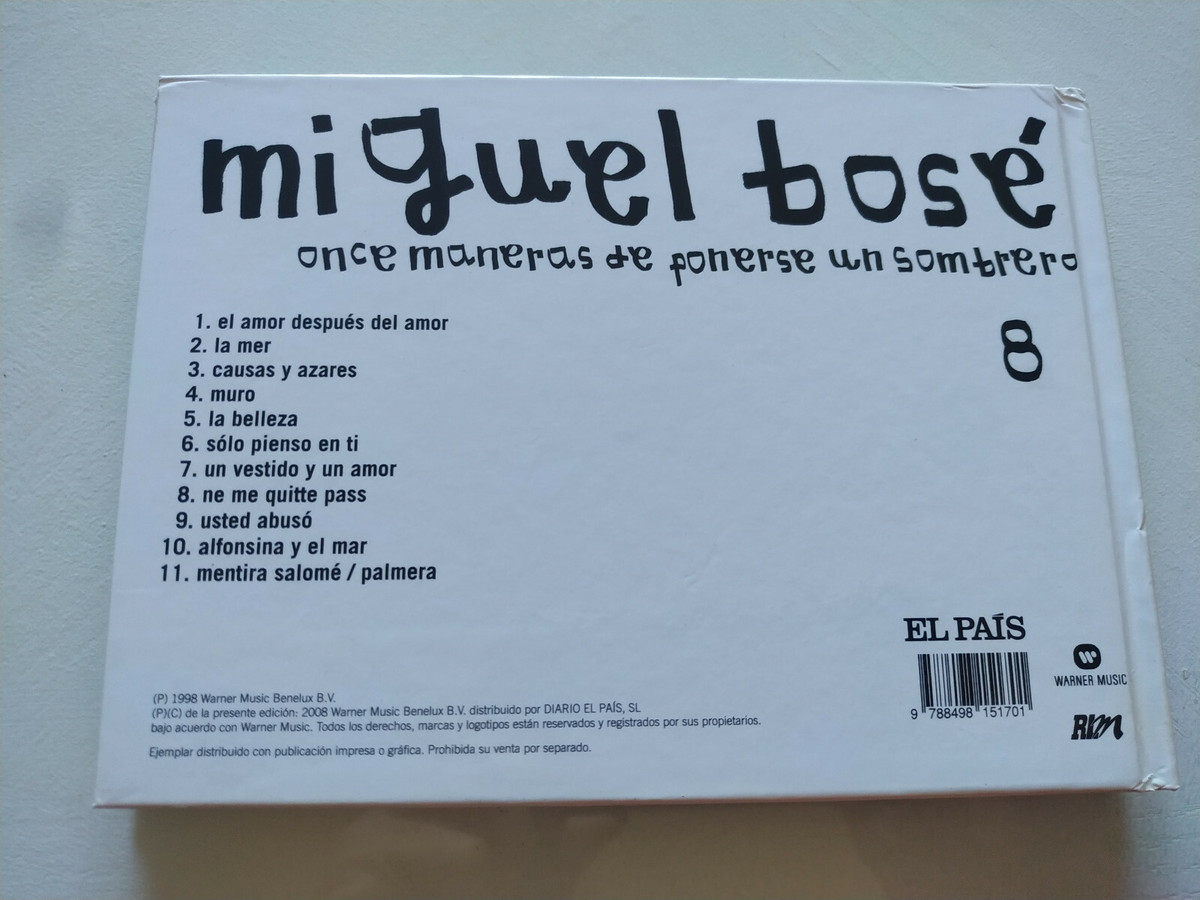 miguel bosé
once maneras de ponerse un sombrero
8
1. el amor después del amor
2. la mer
3. causas y azares
4. muro
5. la belleza
6. sólo pienso en ti
7. un vestido y un amor
8. ne me quitte pass
9. usted abusó
10. alfonsina y el mar
11. mentira salomé / palmera
EL PAÍS
9 788498 151701
WARNER MUSIC
RLM
(P) 1998 Warner Music Benelux B.V.
(P)(C) de la presente edición: 2008 Warner Music Benelux B.V. distribuido por DIARIO EL PAÍS, SL
bajo acuerdo con Warner Music. Todos los derechos, marcas y logotipos están reservados y registrados por sus propietarios.
Ejemplar distribuido con publicación impresa o gráfica. Prohibida su venta por separado.